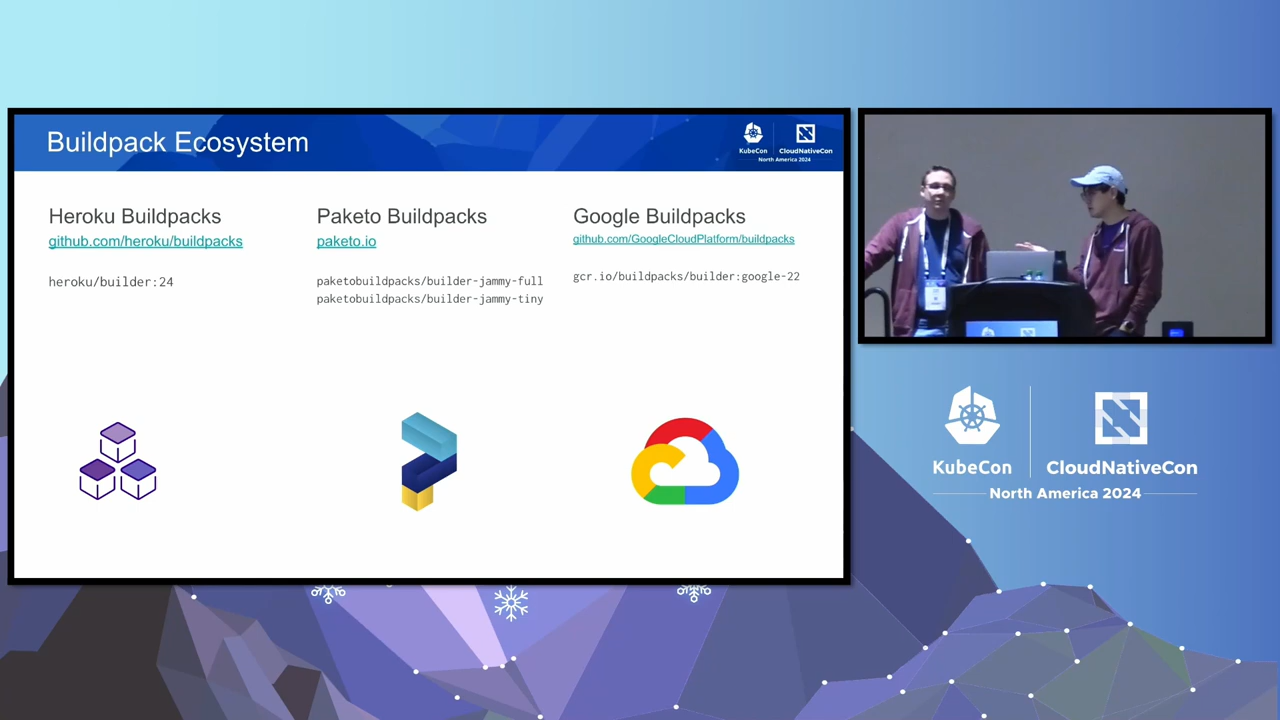 Buildpack Ecosystem
KubeCon
CloudNativeCon
North America 2024
Heroku Buildpacks
github.com/heroku/buildpacks
heroku/builder:24
Paketo Buildpacks
paketo.io
paketobuildpacks/builder-jammy-full
paketobuildpacks/builder-jammy-tiny
Google Buildpacks
github.com/GoogleCloudPlatform/buildpacks
gcr.io/buildpacks/builder:google-22
KubeCon
CloudNativeCon
North America 2024